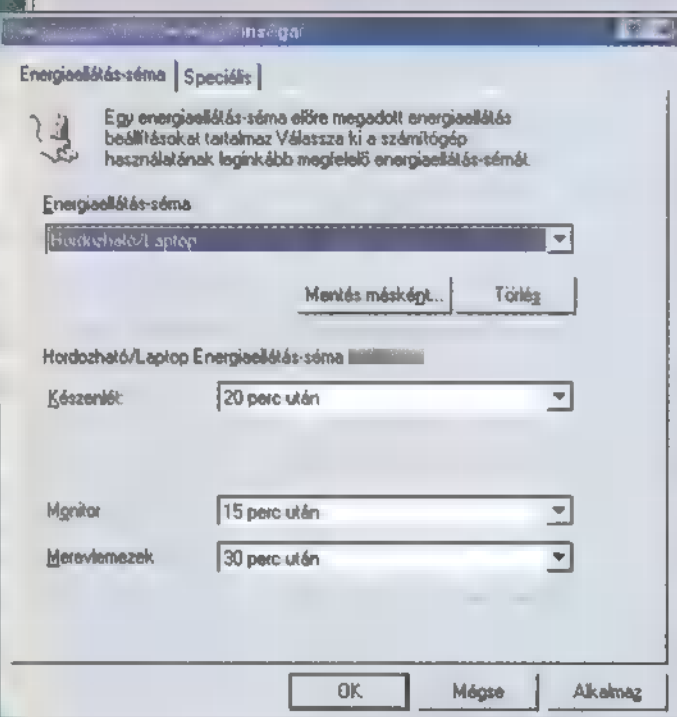 Energiaellátás-séma Speciális
Egy energiaellátás-séma előre megadott energiaellátás
beállításokat tartalmaz Válassza ki a számítógép
használatának leginkább megfelelő energiaellátás-sémát
Energiaellátás-séma
Hordozható/Laptop
Mentés másként... Törlés
Hordozható/Laptop Energiaellátás-séma
Készenlét: 20 perc után
Monitor 15 perc után
Merevlemezek 30 perc után
OK Mégse Alkalmaz